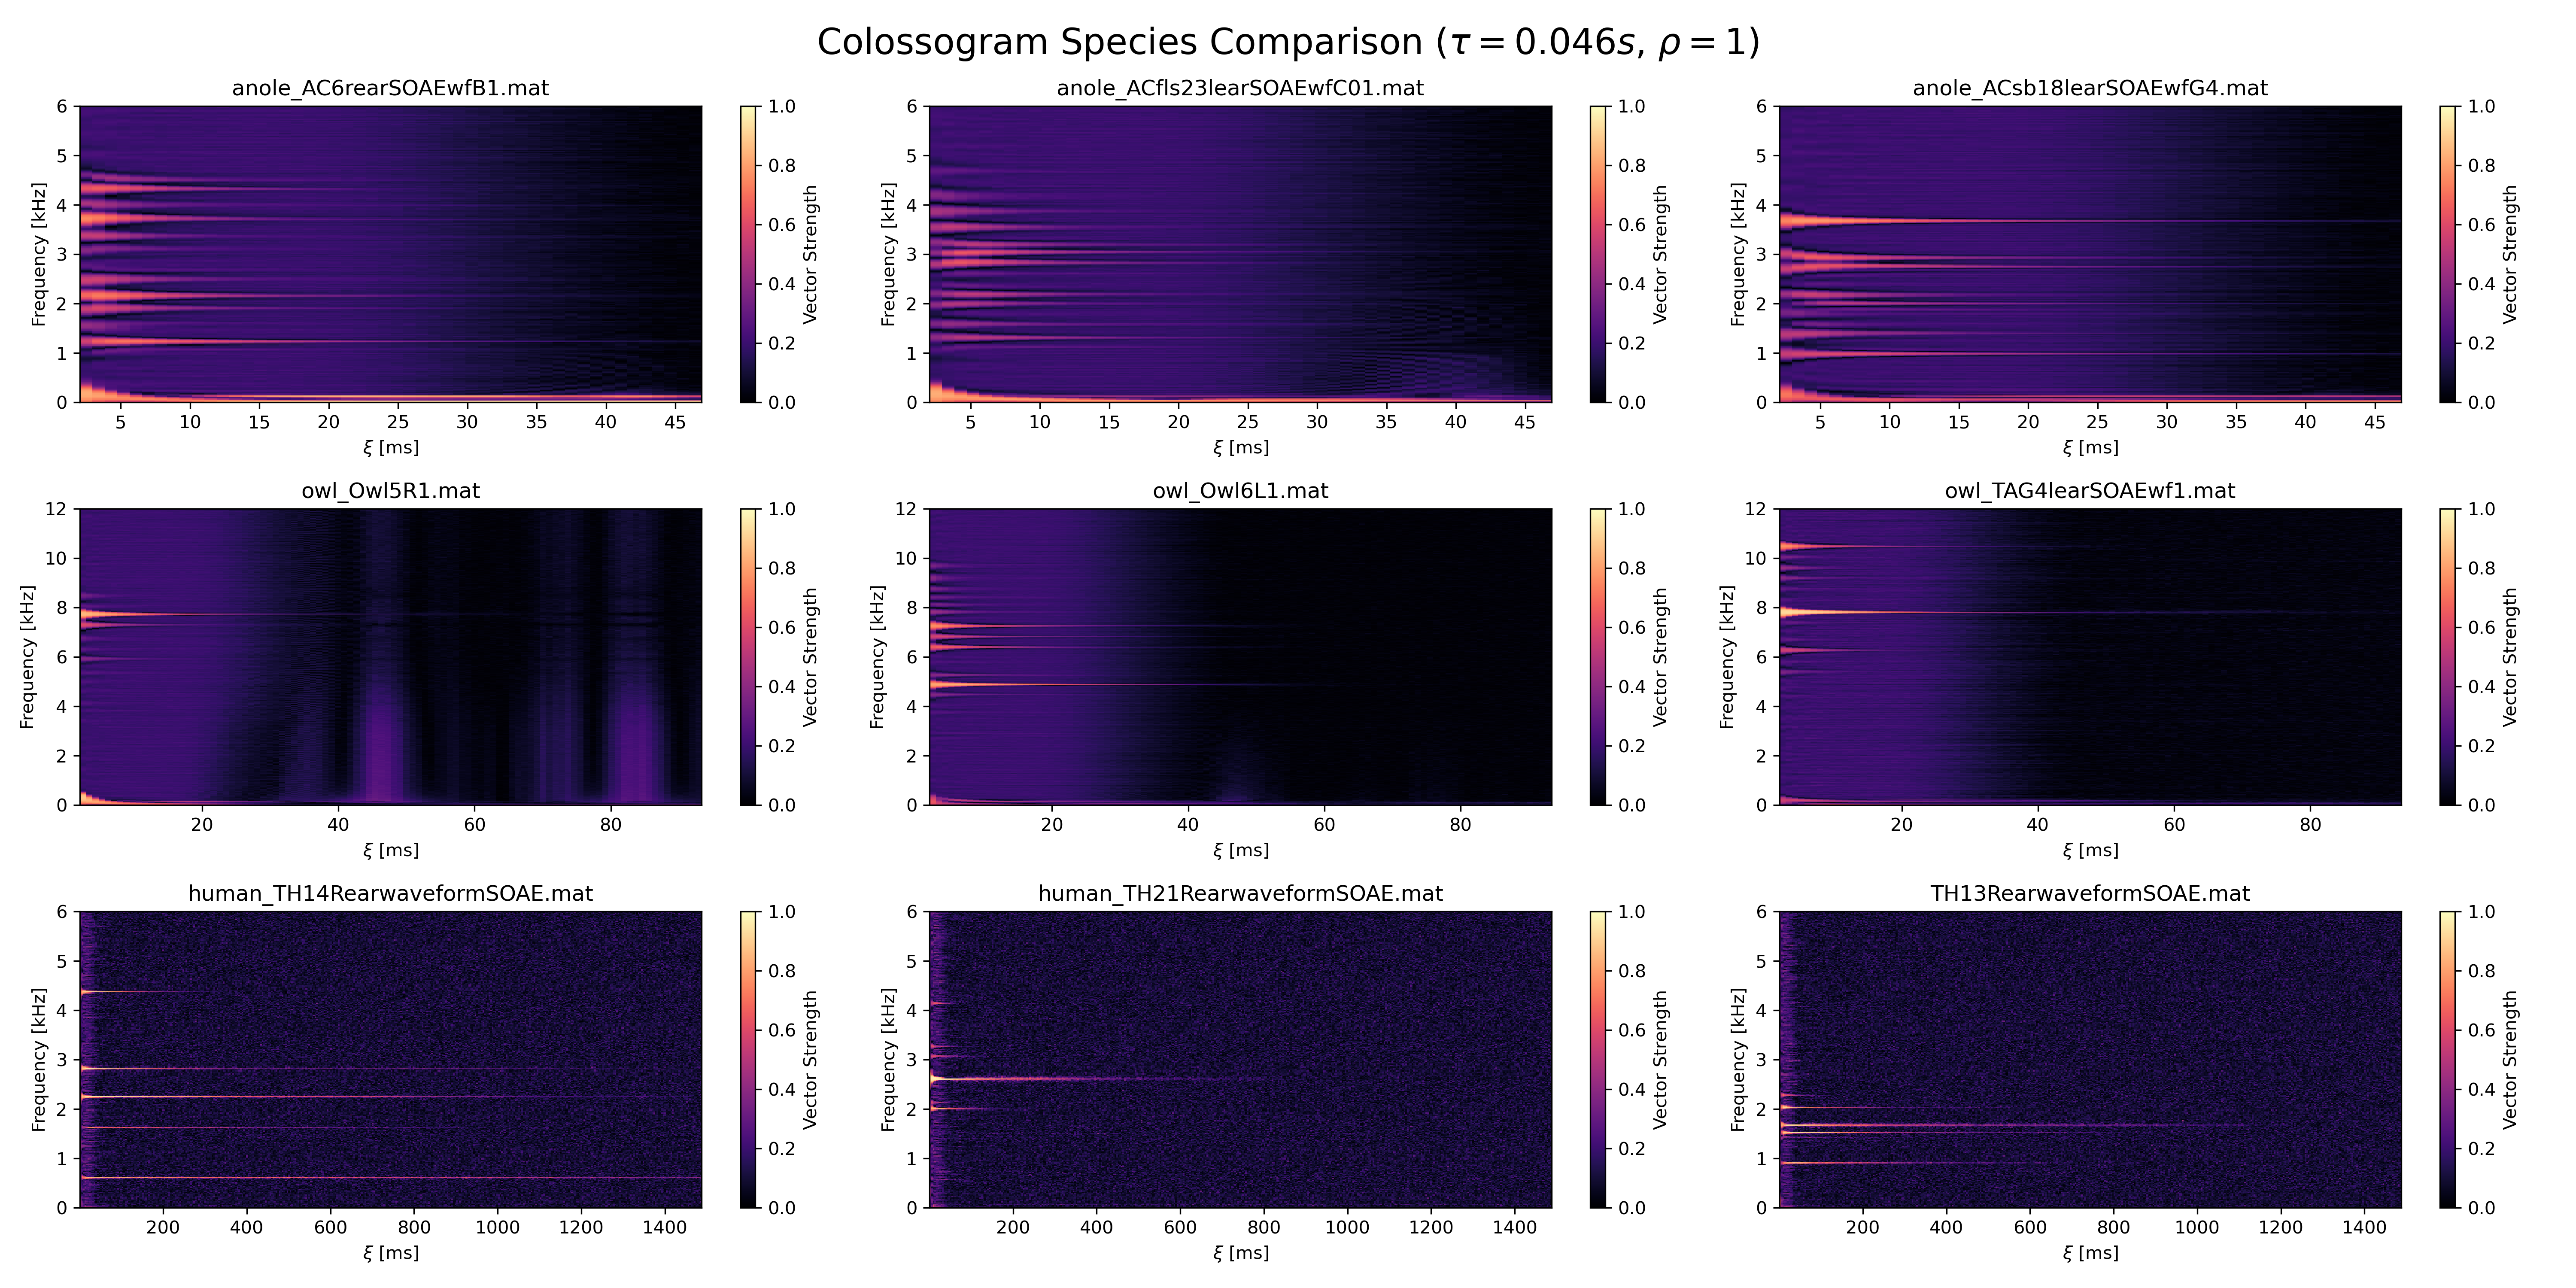 Colossogram Species Comparison (τ = 0.046s, ρ = 1)
anole_AC6rearSOAEwfB1.mat
Frequency [kHz]
6
5
4
3
2
1
0
5 10 15 20 25 30 35 40 45
ξ [ms]
1.0
0.8
0.6
0.4
0.2
0.0
Vector Strength
anole_ACfls23learSOAEwfC01.mat
Frequency [kHz]
6
5
4
3
2
1
0
5 10 15 20 25 30 35 40 45
ξ [ms]
1.0
0.8
0.6
0.4
0.2
0.0
Vector Strength
anole_ACsb18learSOAEwfG4.mat
Frequency [kHz]
6
5
4
3
2
1
0
5 10 15 20 25 30 35 40 45
ξ [ms]
1.0
0.8
0.6
0.4
0.2
0.0
Vector Strength
owl_Owl5R1.mat
Frequency [kHz]
12
10
8
6
4
2
0
20 40 60 80
ξ [ms]
1.0
0.8
0.6
0.4
0.2
0.0
Vector Strength
owl_Owl6L1.mat
Frequency [kHz]
12
10
8
6
4
2
0
20 40 60 80
ξ [ms]
1.0
0.8
0.6
0.4
0.2
0.0
Vector Strength
owl_TAG4learSOAEwf1.mat
Frequency [kHz]
12
10
8
6
4
2
0
20 40 60 80
ξ [ms]
1.0
0.8
0.6
0.4
0.2
0.0
Vector Strength
human_TH14RearwaveformSOAE.mat
Frequency [kHz]
6
5
4
3
2
1
0
200 400 600 800 1000 1200 1400
ξ [ms]
1.0
0.8
0.6
0.4
0.2
0.0
Vector Strength
human_TH21RearwaveformSOAE.mat
Frequency [kHz]
6
5
4
3
2
1
0
200 400 600 800 1000 1200 1400
ξ [ms]
1.0
0.8
0.6
0.4
0.2
0.0
Vector Strength
TH13RearwaveformSOAE.mat
Frequency [kHz]
6
5
4
3
2
1
0
200 400 600 800 1000 1200 1400
ξ [ms]
1.0
0.8
0.6
0.4
0.2
0.0
Vector Strength